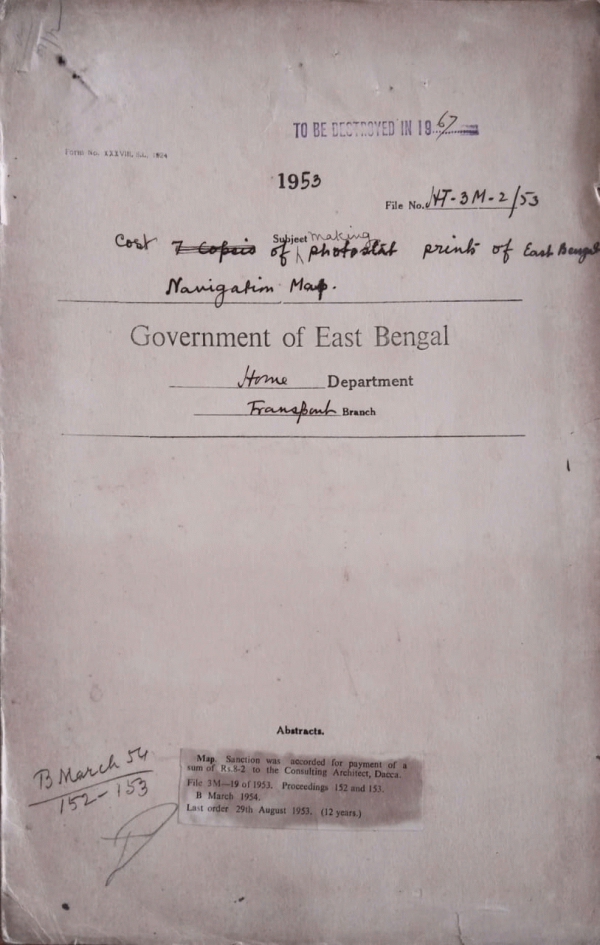 TO BE DESTROYED IN 1967
Form No. XXXVIII,
1953
File No. HT-3M-2/53
Subject making
Cost 7 Copies of photostat prints of East Bengal
Navigation Map.
Government of East Bengal
Home Department
Transport Branch
Abstracts.
B March 54
152-153
Map. Sanction was accorded for payment of a
sum of Rs.8-2 to the Consulting Architect, Dacca.
File 3M—19 of 1953. Proceedings 152 and 153.
B March 1954.
Last order 29th August 1953. (12 years.)